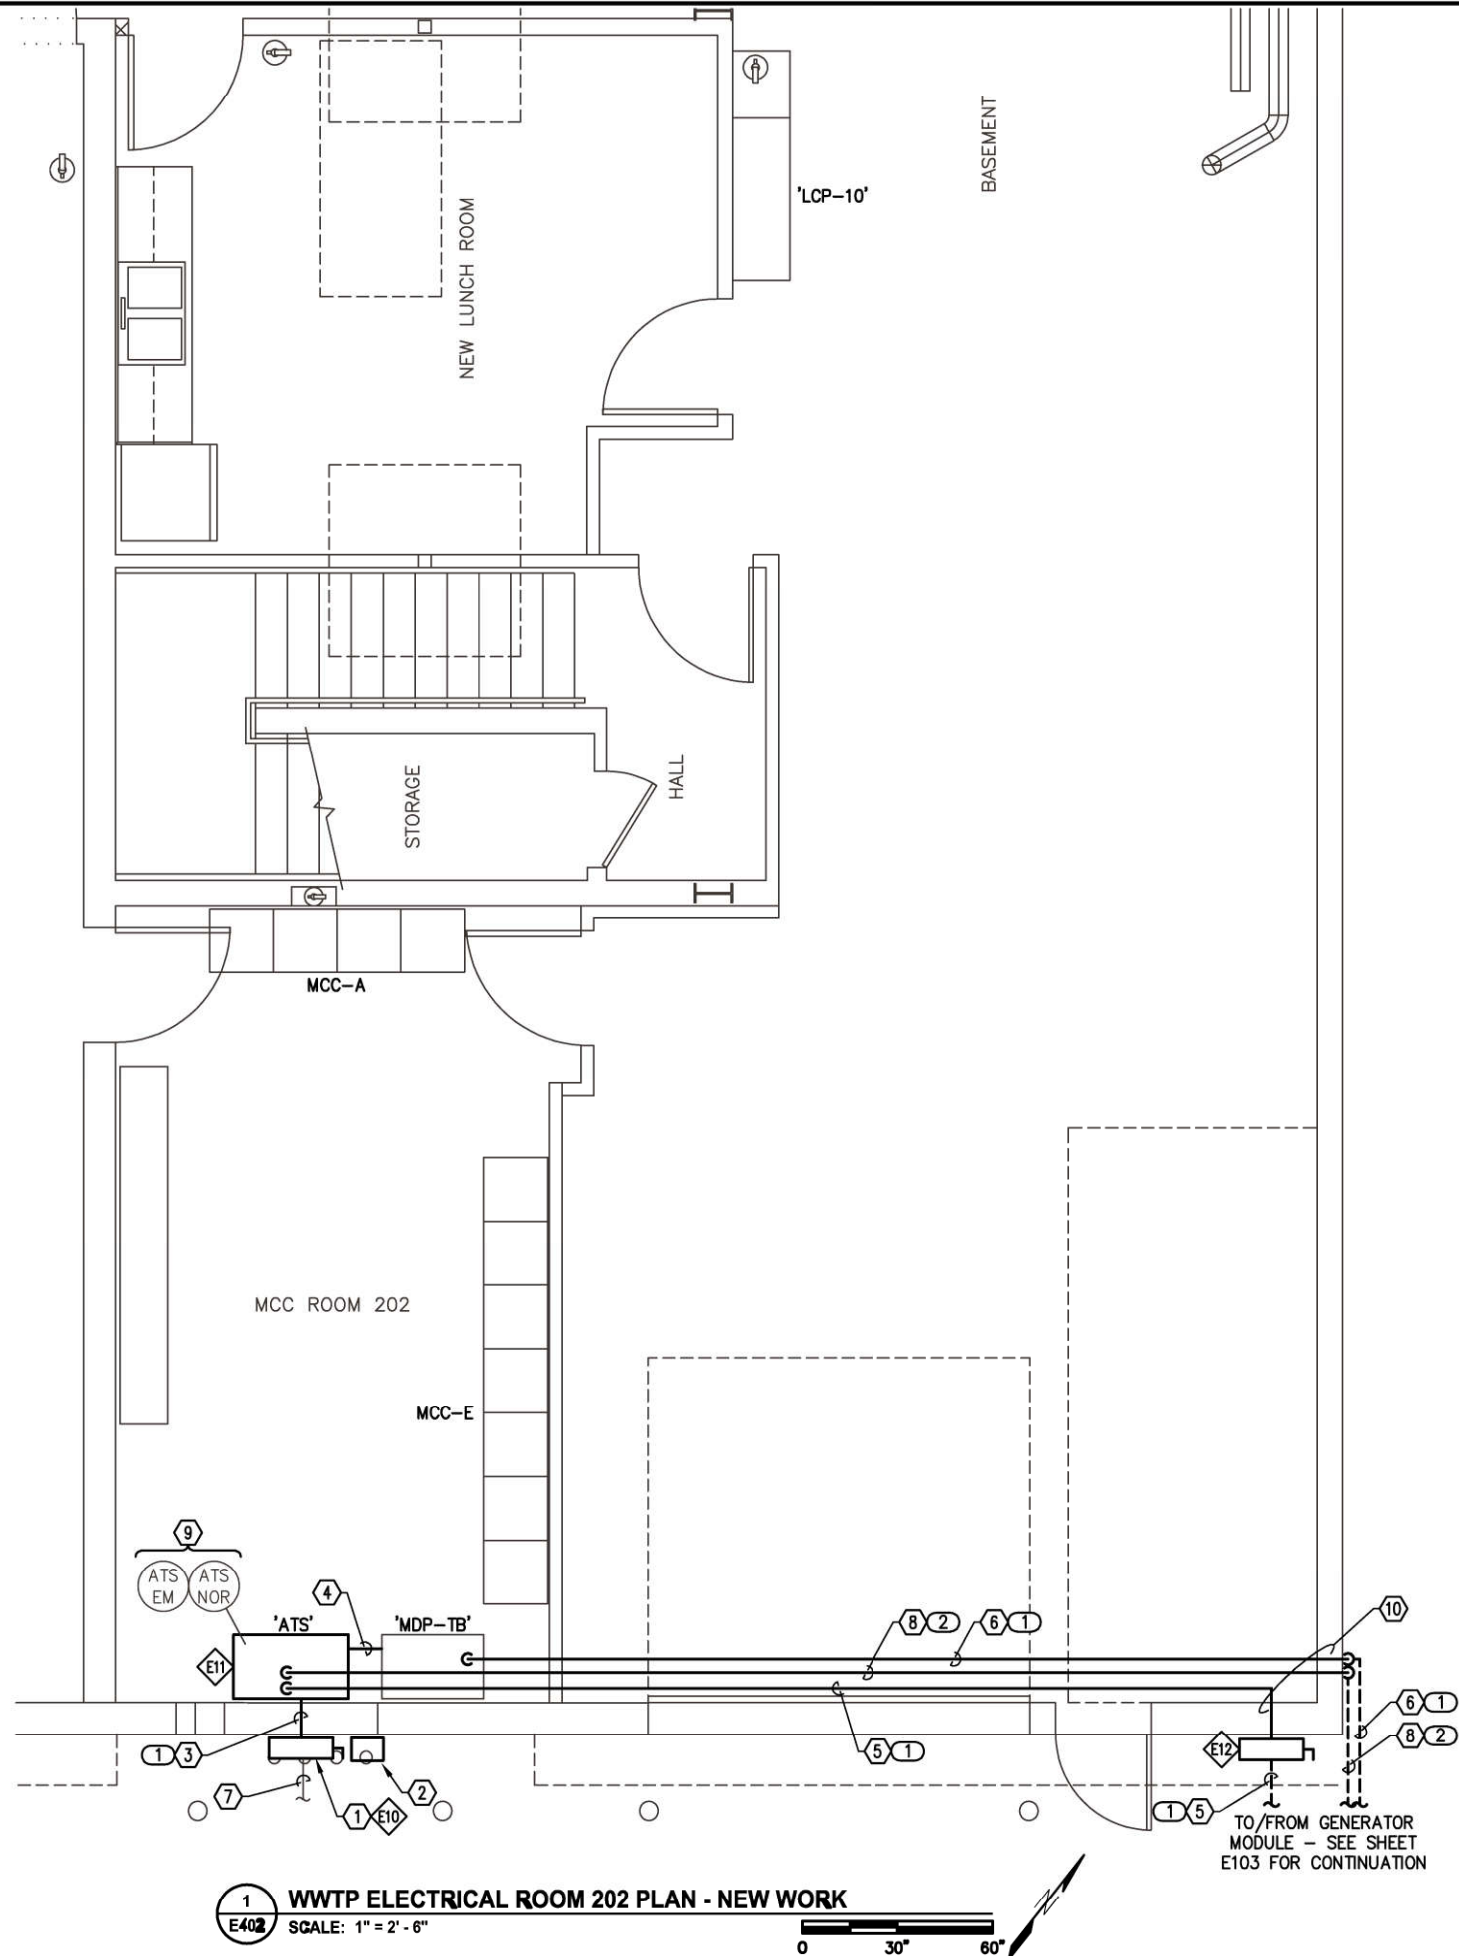 BASEMENT
'LCP-10'
NEW LUNCH ROOM
STORAGE
HALL
MCC-A
MCC ROOM 202
MCC-E
9
ATS
EM
ATS
NOR
4
'ATS'
'MDP-TB'
8 2
6 1
10
E11
6 1
8 2
1 3
5 1
E12
7
2
1 E10
1 5
TO/FROM GENERATOR
MODULE - SEE SHEET
E103 FOR CONTINUATION
1
E402
WWTP ELECTRICAL ROOM 202 PLAN - NEW WORK
SCALE: 1" = 2' - 6"
0 30" 60"